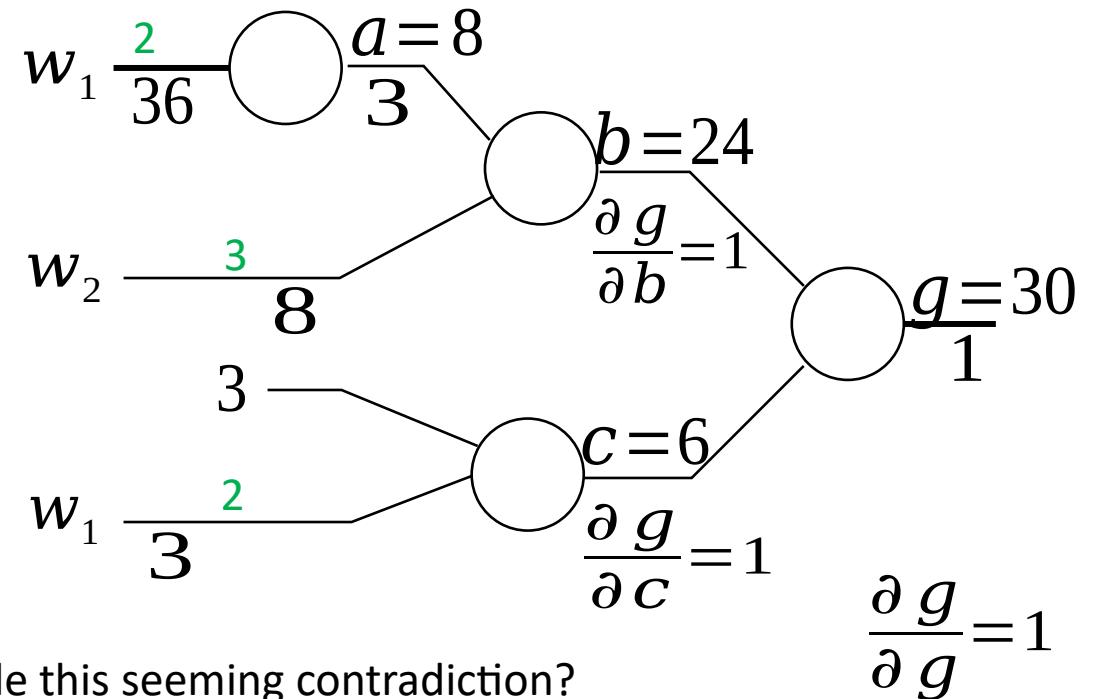 w₁ 2 a=8
36 3
b=24
∂g/∂b=1
w₂ 3
8
g=30
1
3
c=6
w₁ 2
3
∂g/∂c=1
∂g/∂g=1
this seeming contradiction?